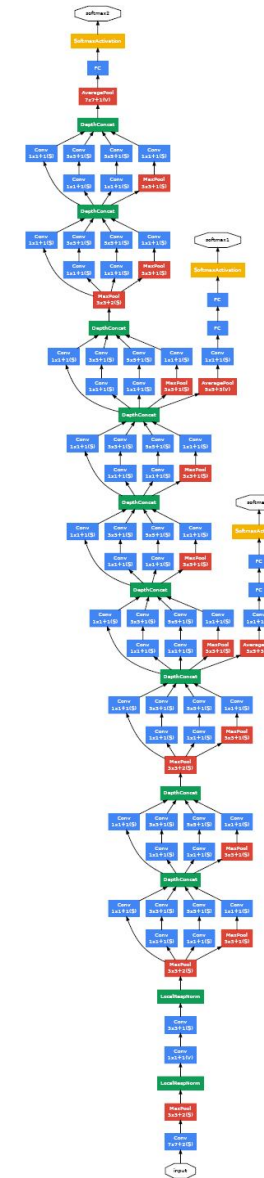 softmax2
SoftmaxActivation
FC
AveragePool
7x7+1(V)
DepthConcat
Conv Conv Conv Conv
1x1+1(S) 3x3+1(S) 5x5+1(S) 1x1+1(S)
Conv Conv MaxPool
1x1+1(S) 1x1+1(S) 3x3+1(S)
DepthConcat
Conv Conv Conv Conv
1x1+1(S) 3x3+1(S) 5x5+1(S) 1x1+1(S)
softmax1
Conv Conv MaxPool
1x1+1(S) 1x1+1(S) 3x3+1(S)
SoftmaxActivation
MaxPool
3x3+2(S)
FC
DepthConcat
FC
Conv Conv Conv Conv Conv
1x1+1(S) 3x3+1(S) 5x5+1(S) 1x1+1(S) 1x1+1(S)
Conv Conv MaxPool AveragePool
1x1+1(S) 1x1+1(S) 3x3+1(S) 5x5+3(V)
DepthConcat
Conv Conv Conv Conv
1x1+1(S) 3x3+1(S) 5x5+1(S) 1x1+1(S)
Conv Conv MaxPool
1x1+1(S) 1x1+1(S) 3x3+1(S)
DepthConcat
Conv Conv Conv Conv
1x1+1(S) 3x3+1(S) 5x5+1(S) 1x1+1(S)
Conv Conv MaxPool
1x1+1(S) 1x1+1(S) 3x3+1(S)
FC
DepthConcat
FC
Conv Conv Conv Conv Conv
1x1+1(S) 3x3+1(S) 5x5+1(S) 1x1+1(S)
Conv Conv MaxPool
1x1+1(S) 1x1+1(S) 3x3+1(S)
DepthConcat
Conv Conv Conv Conv
1x1+1(S) 3x3+1(S) 5x5+1(S) 1x1+1(S)
Conv Conv MaxPool
1x1+1(S) 1x1+1(S) 3x3+1(S)
MaxPool
3x3+2(S)
DepthConcat
Conv Conv Conv Conv
1x1+1(S) 3x3+1(S) 5x5+1(S) 1x1+1(S)
Conv Conv MaxPool
1x1+1(S) 1x1+1(S) 3x3+1(S)
DepthConcat
Conv Conv Conv Conv
1x1+1(S) 3x3+1(S) 5x5+1(S) 1x1+1(S)
Conv Conv MaxPool
1x1+1(S) 1x1+1(S) 3x3+1(S)
MaxPool
3x3+2(S)
LocalRespNorm
Conv
3x3+1(S)
Conv
1x1+1(V)
LocalRespNorm
MaxPool
3x3+2(S)
Conv
7x7+2(S)
input